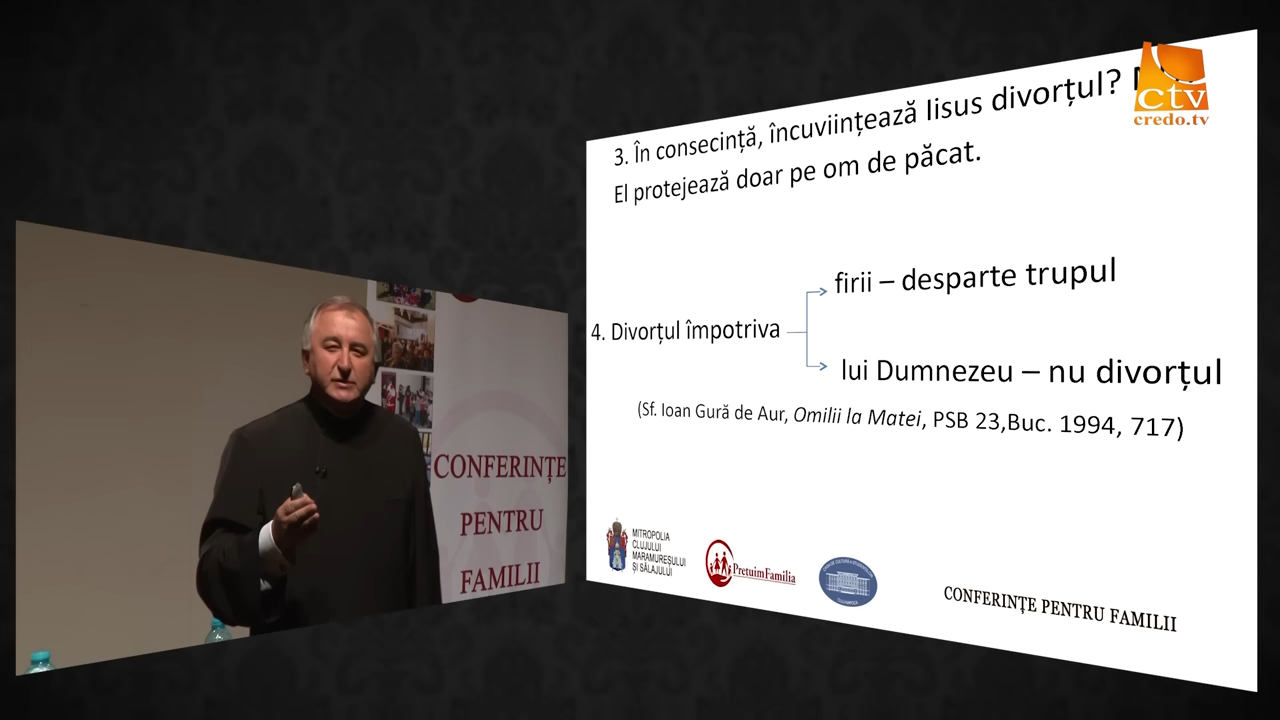 ctv
credo.tv
3. În consecință, încuviințează Iisus divorțul?
El protejează doar pe om de păcat.
firii – desparte trupul
4. Divorțul împotriva
lui Dumnezeu – nu divorțul
(Sf. Ioan Gură de Aur, Omilii la Matei, PSB 23,Buc. 1994, 717)
MITROPOLIA
CLUJULUI
MARAMUREȘULUI
ȘI SĂLAJULUI
PretuimFamilia
CONFERINȚE PENTRU FAMILII
CONFERINȚE
PENTRU
FAMILII